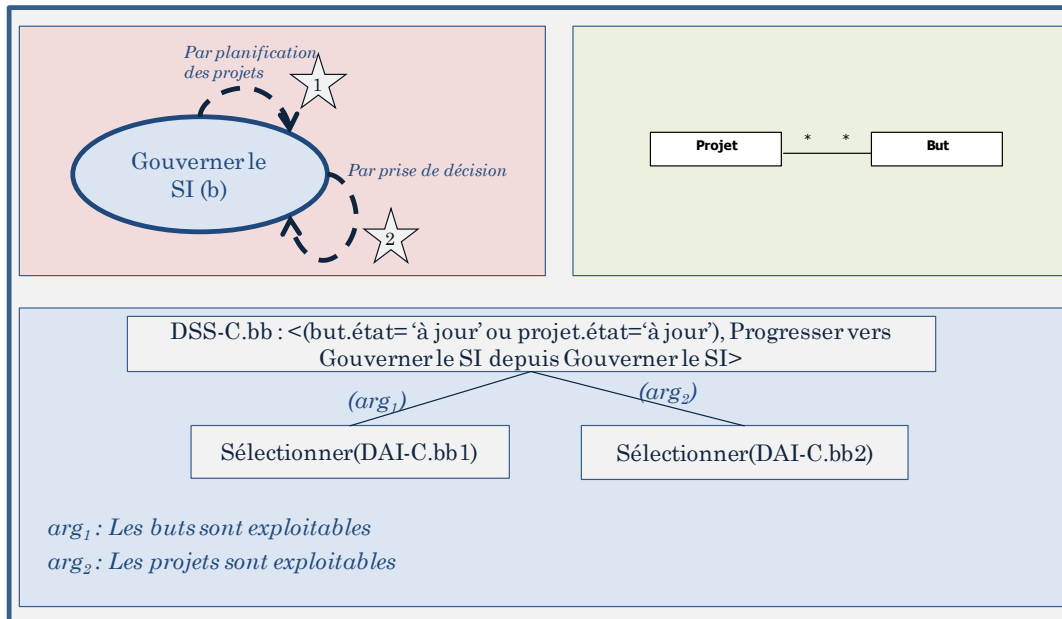 Par planification
des projets
1
Gouverner le
SI (b)
Par prise de décision
2
Projet
* *
But
DSS-C.bb : <(but.état= ‘à jour’ ou projet.état=‘à jour’), Progresser vers
Gouverner le SI depuis Gouverner le SI>
(arg1)
(arg2)
Sélectionner(DAI-C.bb1)
Sélectionner(DAI-C.bb2)
arg1 : Les buts sont exploitables
arg2 : Les projets sont exploitables